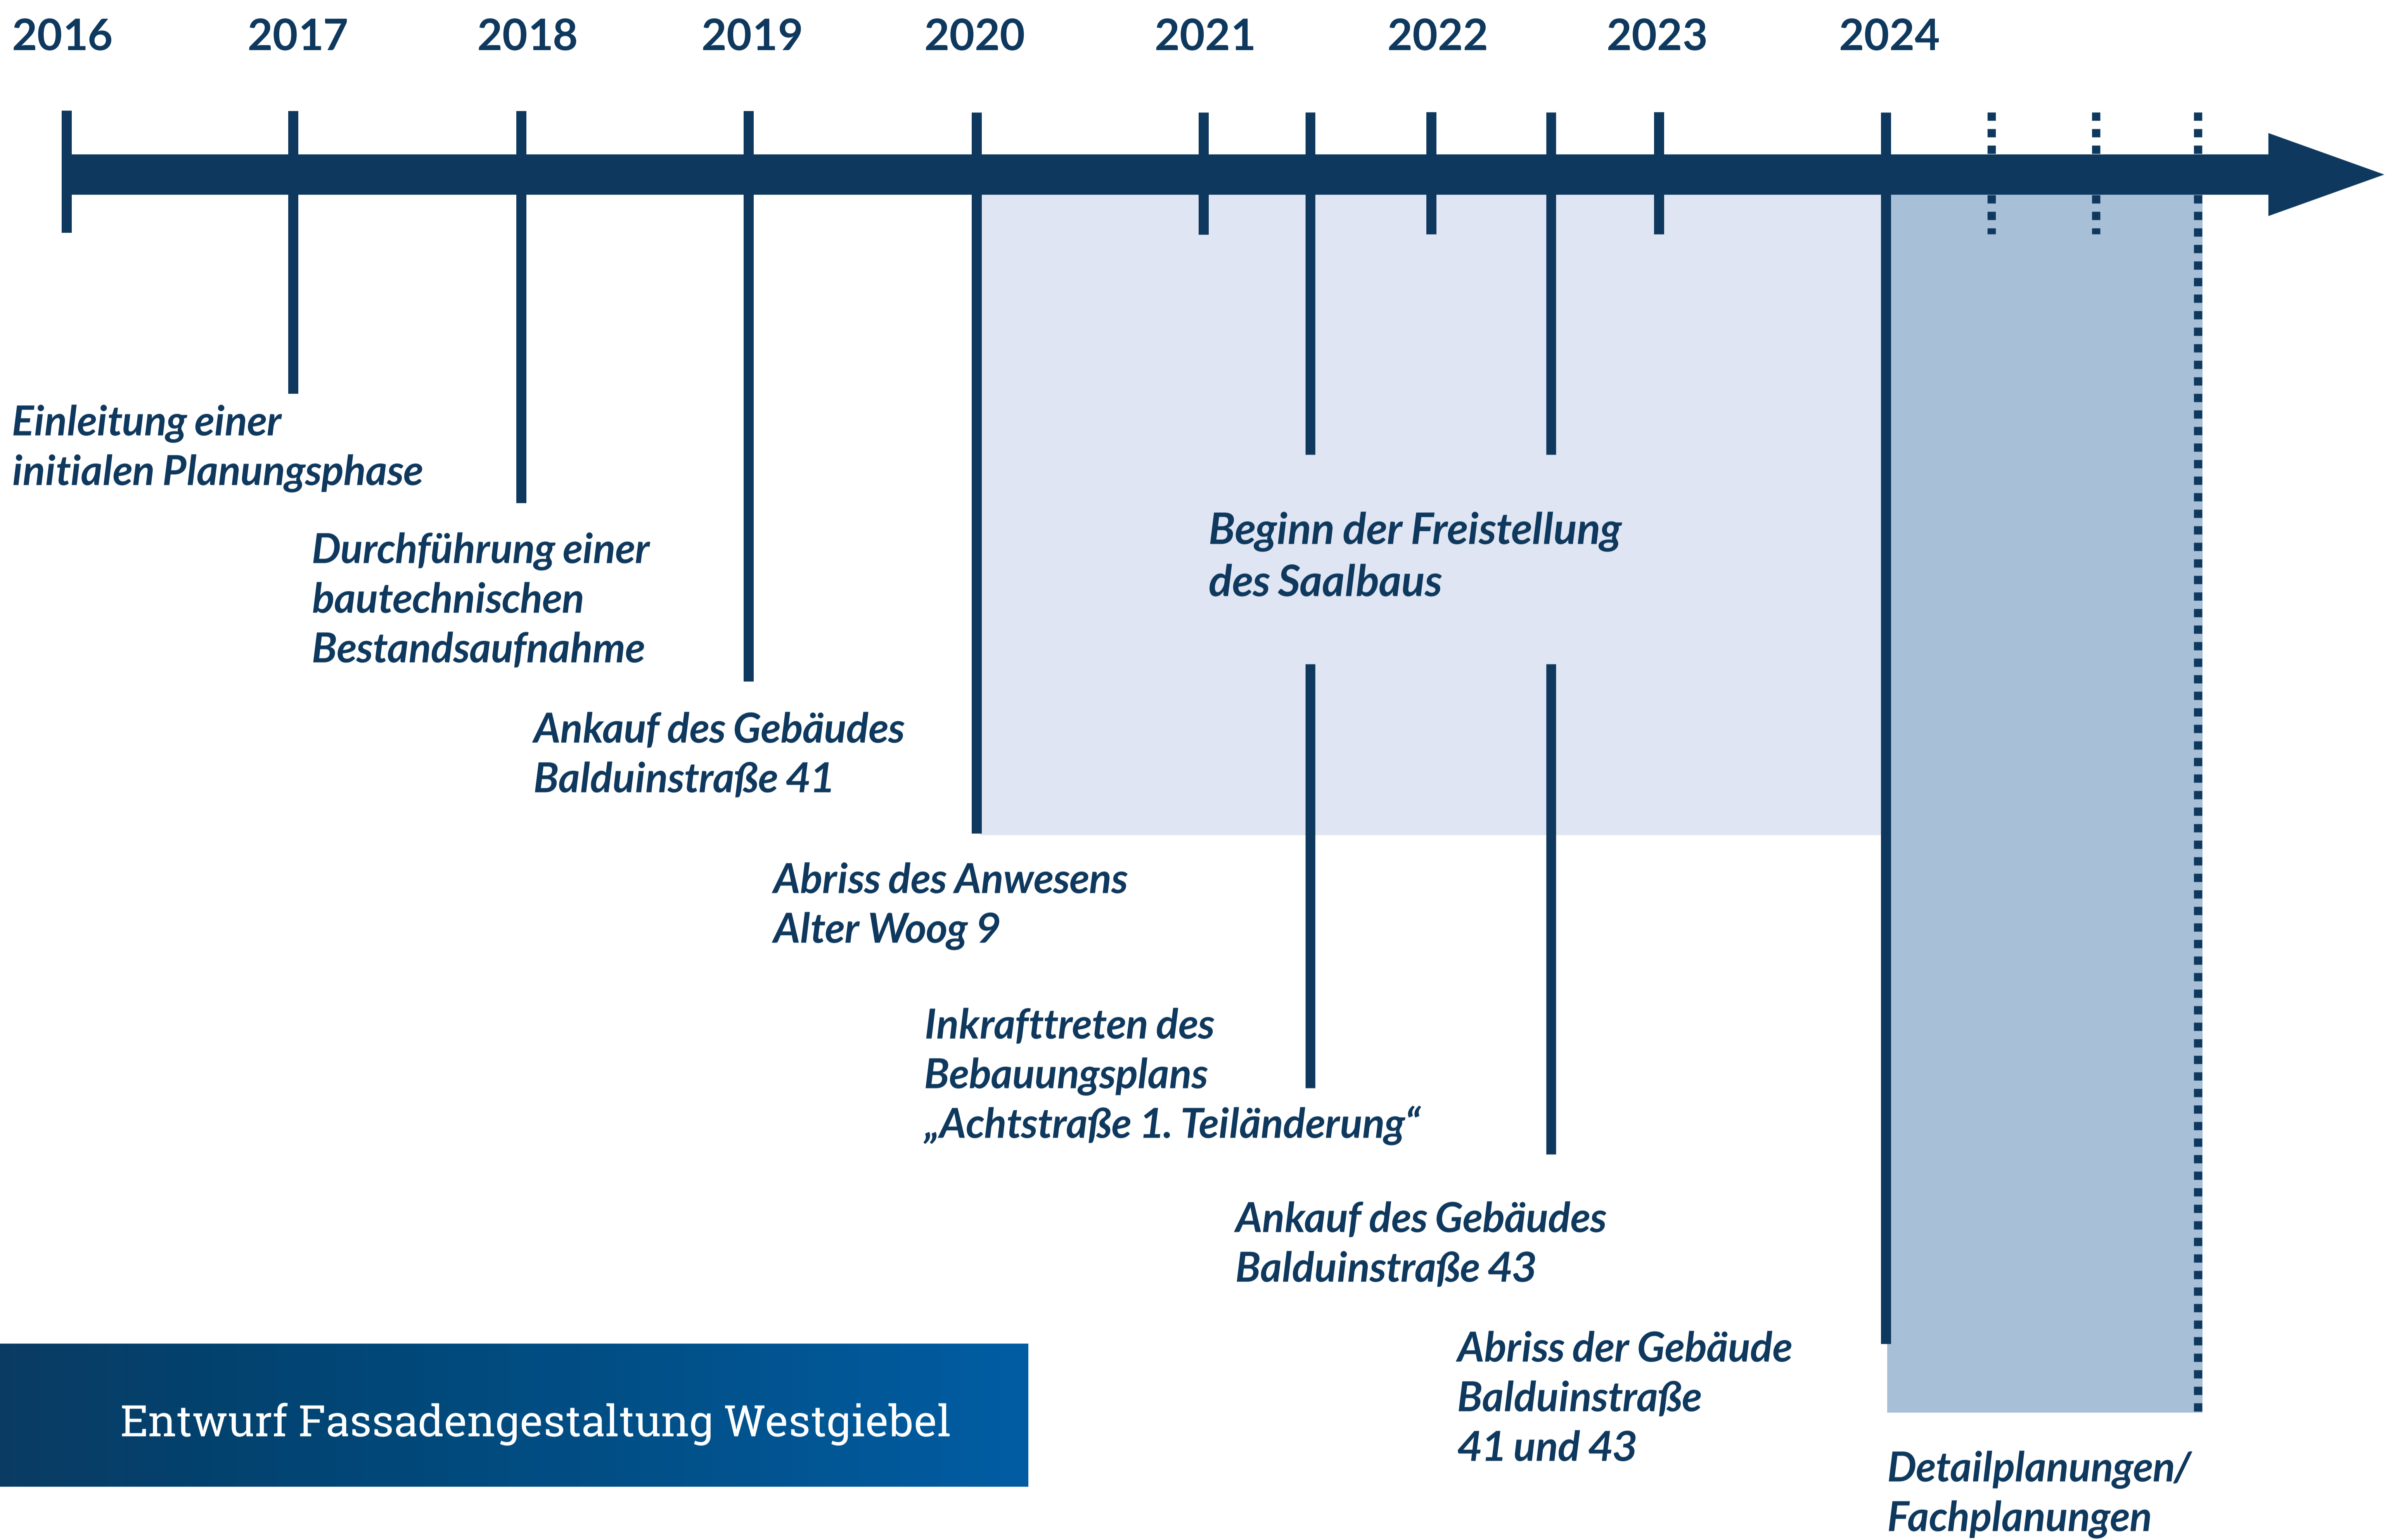 2016 2017 2018 2019 2020 2021 2022 2023 2024
Einleitung einer
initialen Planungsphase
Durchführung einer
bautechnischen
Bestandsaufnahme
Ankauf des Gebäudes
Balduinstraße 41
Beginn der Freistellung
des Saalbaus
Abriss des Anwesens
Alter Woog 9
Inkrafttreten des
Bebauungsplans
„Achtstraße 1. Teiländerung“
Ankauf des Gebäudes
Balduinstraße 43
Abriss der Gebäude
Balduinstraße
41 und 43
Detailplanungen/
Fachplanungen
Entwurf Fassadengestaltung Westgiebel